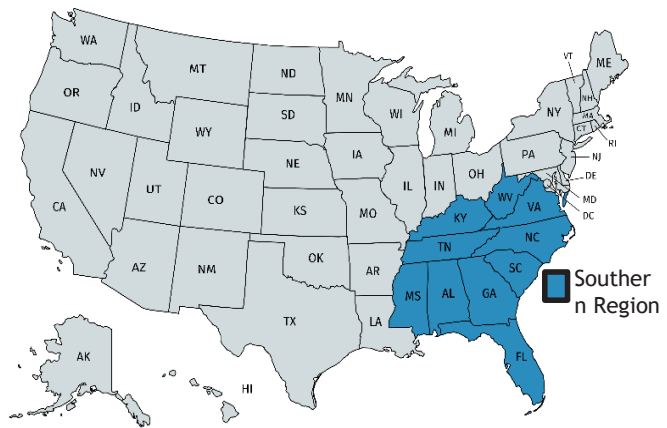 WA
MT
ND
MN
VT
ME
OR
ID
SD
WI
NH
WY
MI
NY
MA
CT
RI
IA
PA
NJ
NE
NV
UT
IL
IN
OH
DE
CO
WV
MD
CA
KS
MO
KY
VA
DC
TN
NC
OK
AZ
NM
AR
SC
MS
AL
GA
Souther
n Region
TX
LA
AK
FL
HI